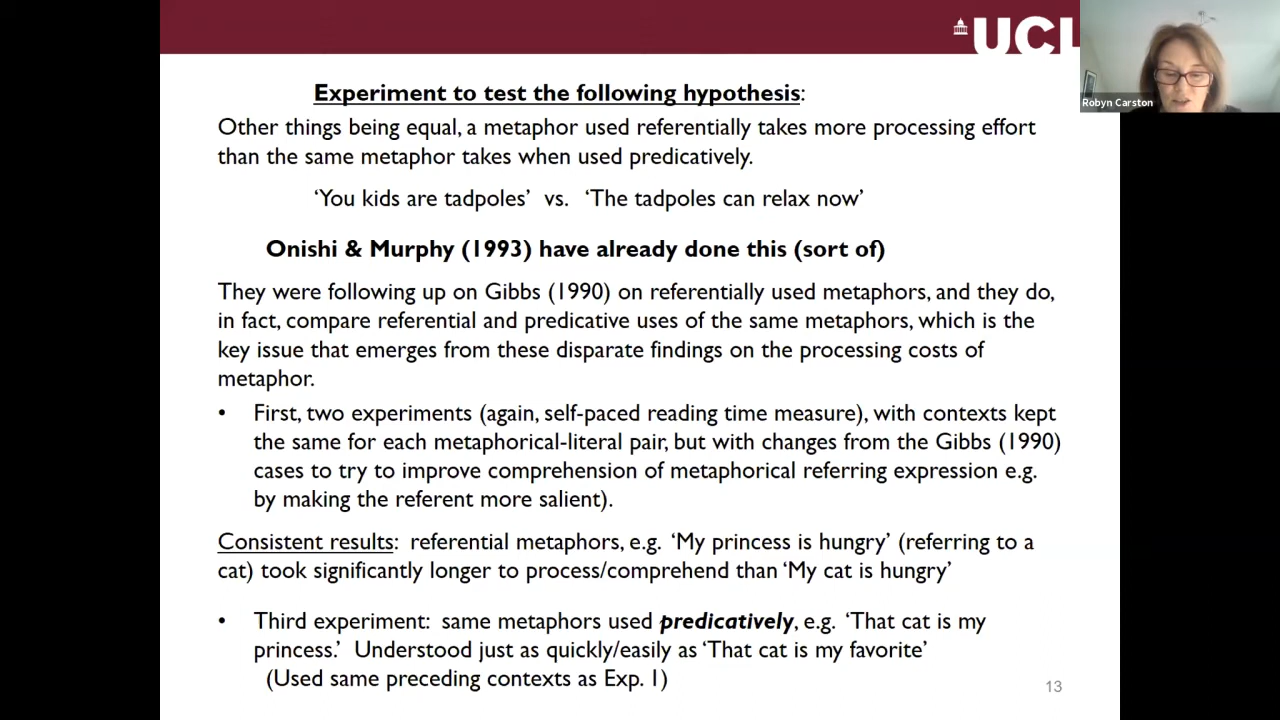 UCL
Robyn Carston
Experiment to test the following hypothesis:
Other things being equal, a metaphor used referentially takes more processing effort
than the same metaphor takes when used predicatively.
‘You kids are tadpoles’ vs. ‘The tadpoles can relax now’
Onishi & Murphy (1993) have already done this (sort of)
They were following up on Gibbs (1990) on referentially used metaphors, and they do,
in fact, compare referential and predicative uses of the same metaphors, which is the
key issue that emerges from these disparate findings on the processing costs of
metaphor.
• First, two experiments (again, self-paced reading time measure), with contexts kept
the same for each metaphorical-literal pair, but with changes from the Gibbs (1990)
cases to try to improve comprehension of metaphorical referring expression e.g.
by making the referent more salient).
Consistent results: referential metaphors, e.g. ‘My princess is hungry’ (referring to a
cat) took significantly longer to process/comprehend than ‘My cat is hungry’
• Third experiment: same metaphors used predicatively, e.g. ‘That cat is my
princess.’ Understood just as quickly/easily as ‘That cat is my favorite’
(Used same preceding contexts as Exp. 1)
13